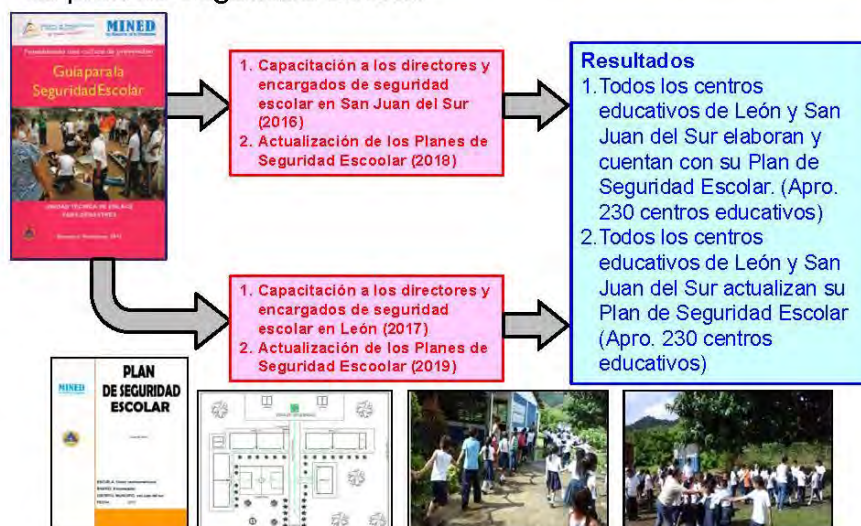 MINED
Guía para la
Seguridad Escolar
1. Capacitación a los directores y
encargados de seguridad
escolar en San Juan del Sur
(2016)
2. Actualización de los Planes de
Seguridad Escoolar (2018)
1. Capacitación a los directores y
encargados de seguridad
escolar en León (2017)
2. Actualización de los Planes de
Seguridad Escoolar (2019)
Resultados
1. Todos los centros
educativos de León y San
Juan del Sur elaboran y
cuentan con su Plan de
Seguridad Escolar. (Apro.
230 centros educativos)
2. Todos los centros
educativos de León y San
Juan del Sur actualizan su
Plan de Seguridad Escolar
(Apro. 230 centros
educativos)
MINED
PLAN
DE SEGURIDAD
ESCOLAR